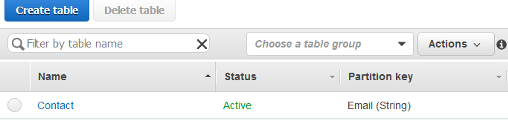 Create table Delete table
Filter by table name Choose a table group Actions
Name Status Partition key
Contact Active Email (String)